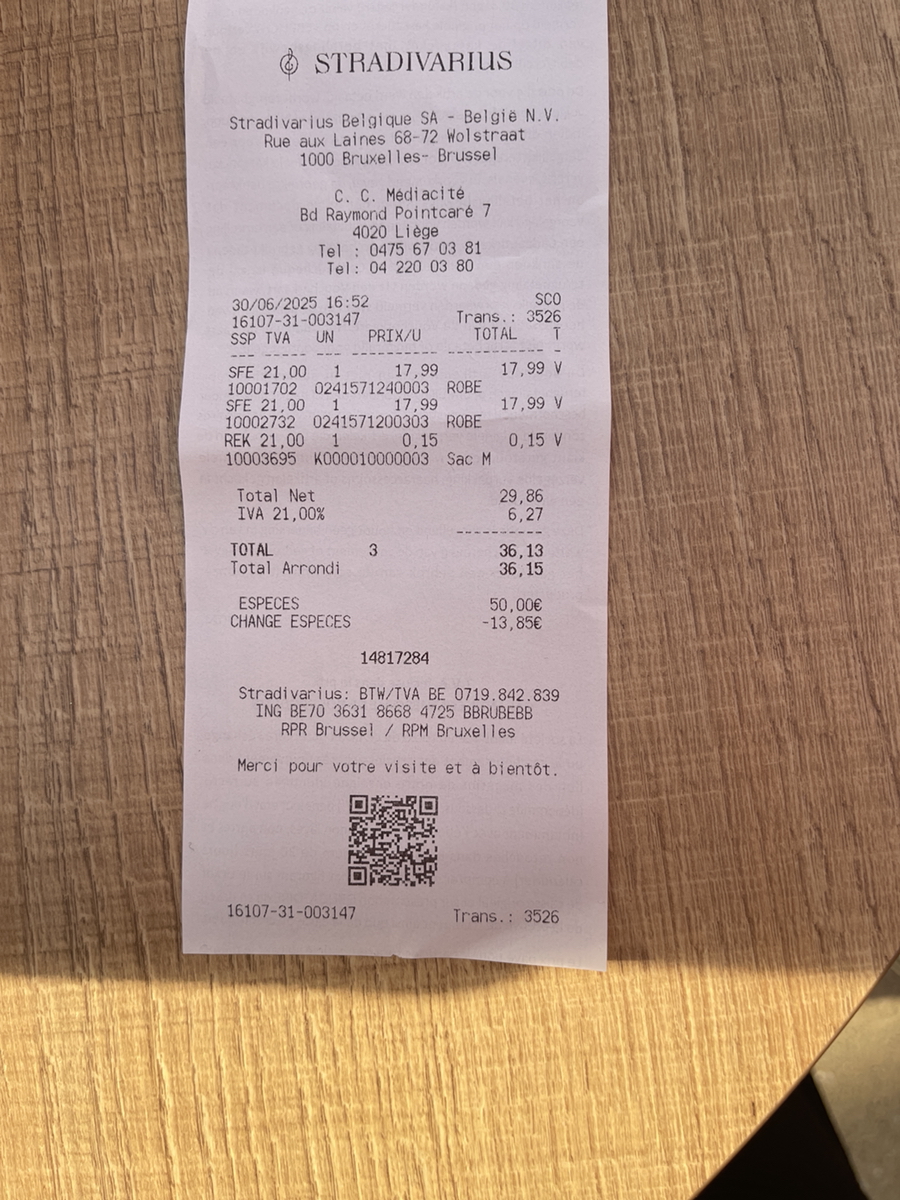 STRADIVARIUS
Stradivarius Belgique SA - België N.V.
Rue aux Laines 68-72 Wolstraat
1000 Bruxelles- Brussel
C. C. Médiacité
Bd Raymond Pointcaré 7
4020 Liège
Tel : 0475 67 03 81
Tel: 04 220 03 80
30/06/2025 16:52 SCO
16107-31-003147 Trans.: 3526
SSP TVA UN PRIX/U TOTAL T
--- ----- --- ---------- ----------- -
SFE 21,00 1 17,99 17,99 V
10001702 0241571240003 ROBE
SFE 21,00 1 17,99 17,99 V
10002732 0241571200303 ROBE
REK 21,00 1 0,15 0,15 V
10003695 K000010000003 Sac M
Total Net 29,86
IVA 21,00% 6,27
----------
TOTAL 3 36,13
Total Arrondi 36,15
ESPECES 50,00€
CHANGE ESPECES -13,85€
14817284
Stradivarius: BTW/TVA BE 0719.842.839
ING BE70 3631 8668 4725 BBRUBEBB
RPR Brussel / RPM Bruxelles
Merci pour votre visite et à bientôt.
16107-31-003147 Trans.: 3526